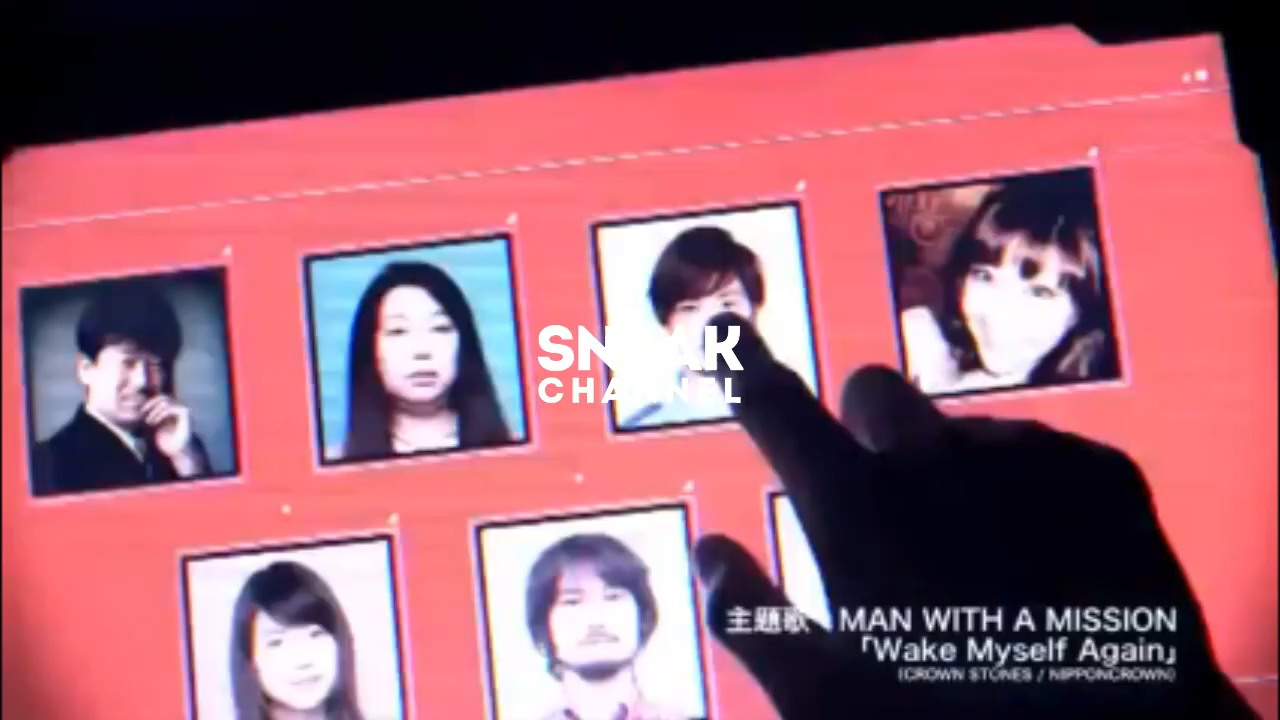 SNEAK
CHANNEL
主題歌 MAN WITH A MISSION
「Wake Myself Again」
(CROWN STONES / NIPPONCROWN)